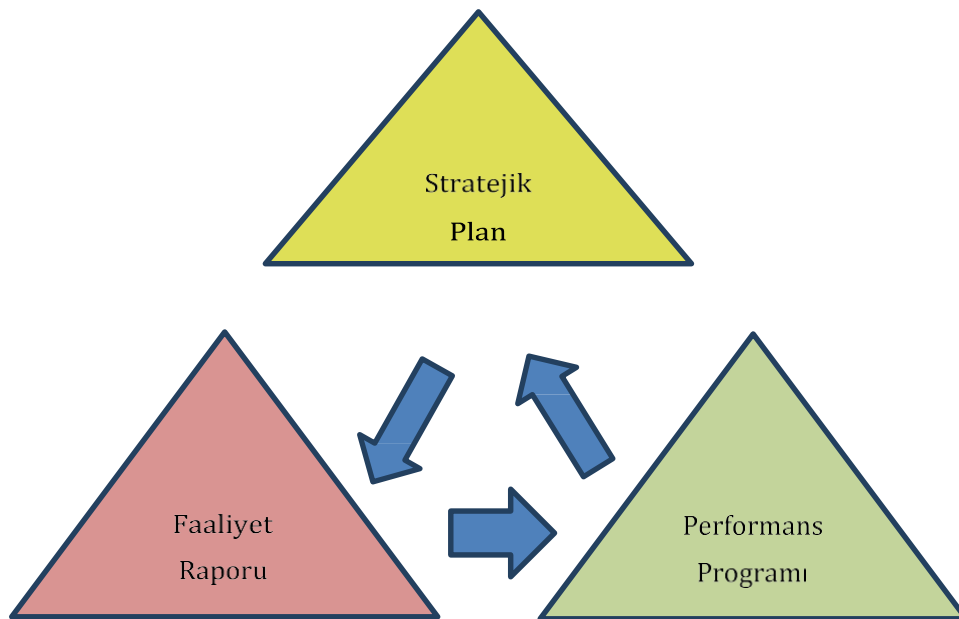 Stratejik
Plan
Faaliyet
Raporu
Performans
Programı